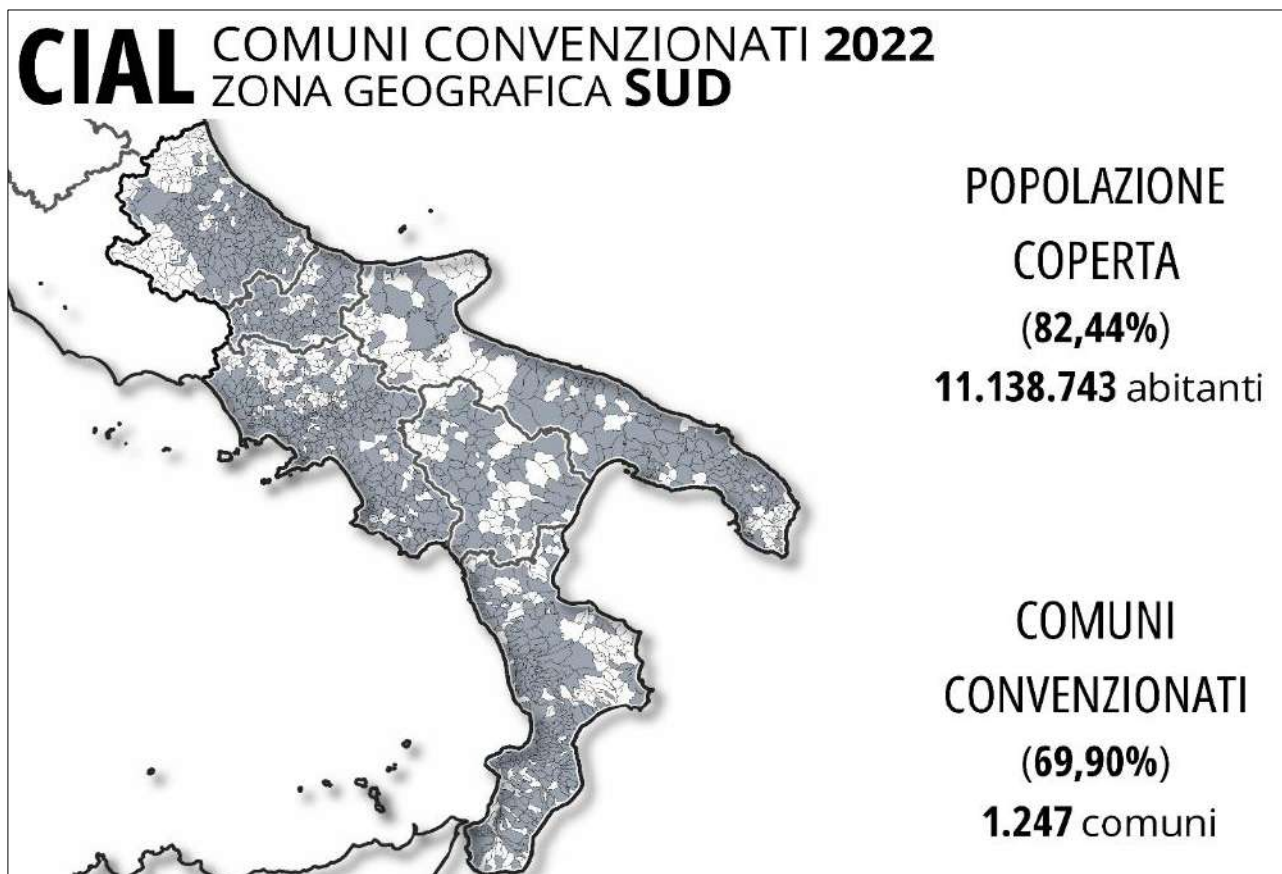 CIAL COMUNI CONVENZIONATI 2022
ZONA GEOGRAFICA SUD
POPOLAZIONE
COPERTA
(82,44%)
11.138.743 abitanti
COMUNI
CONVENZIONATI
(69,90%)
1.247 comuni